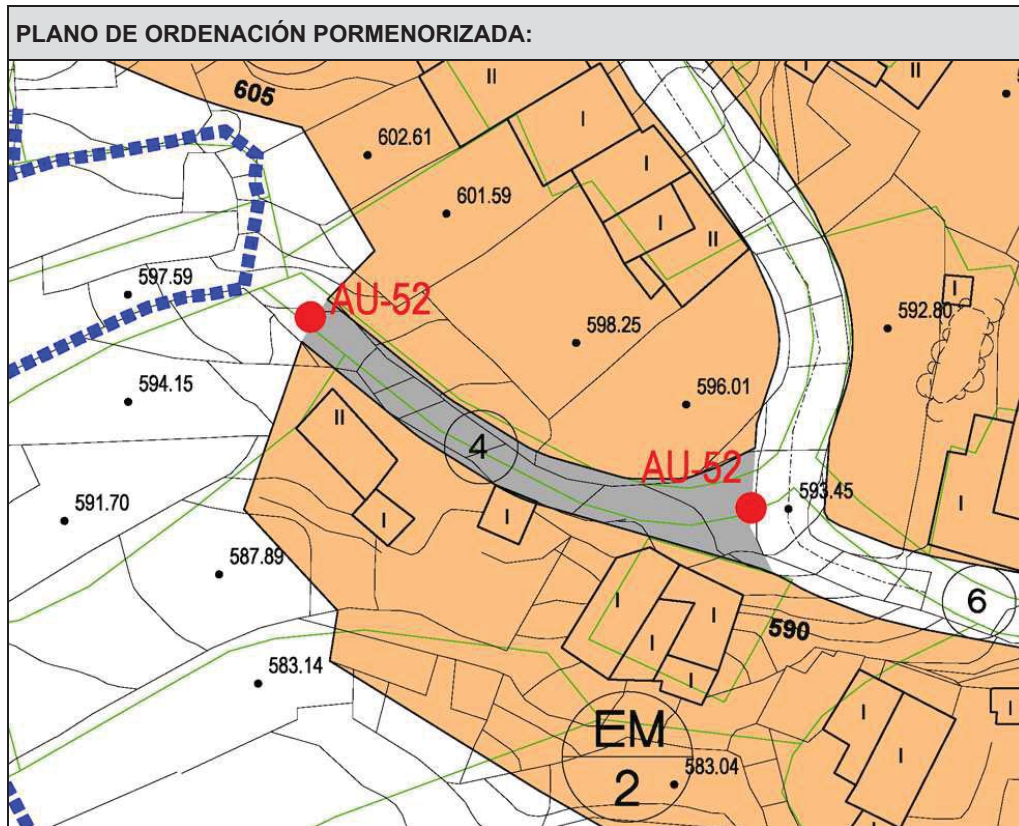 PLANO DE ORDENACIÓN PORMENORIZADA:
605
II
I
II
I
602.61
I
601.59
I
II
597.59
AU-52
I
592.80
598.25
594.15
596.01
II
4
AU-52
593.45
591.70
I
I
I
587.89
I
I
6
590
I
583.14
I
I
I
I
EM
2
583.04
I